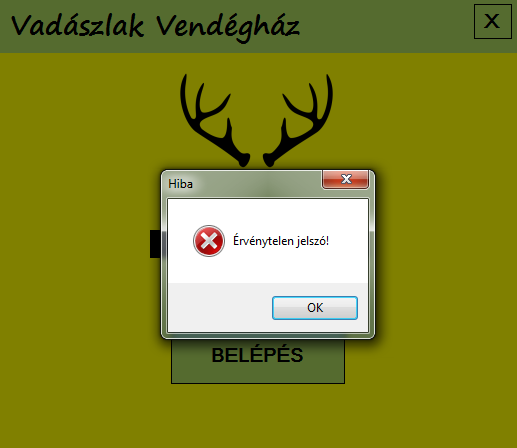 Vadászlak Vendégház
X
Hiba
Érvénytelen jelszó!
OK
BELÉPÉS